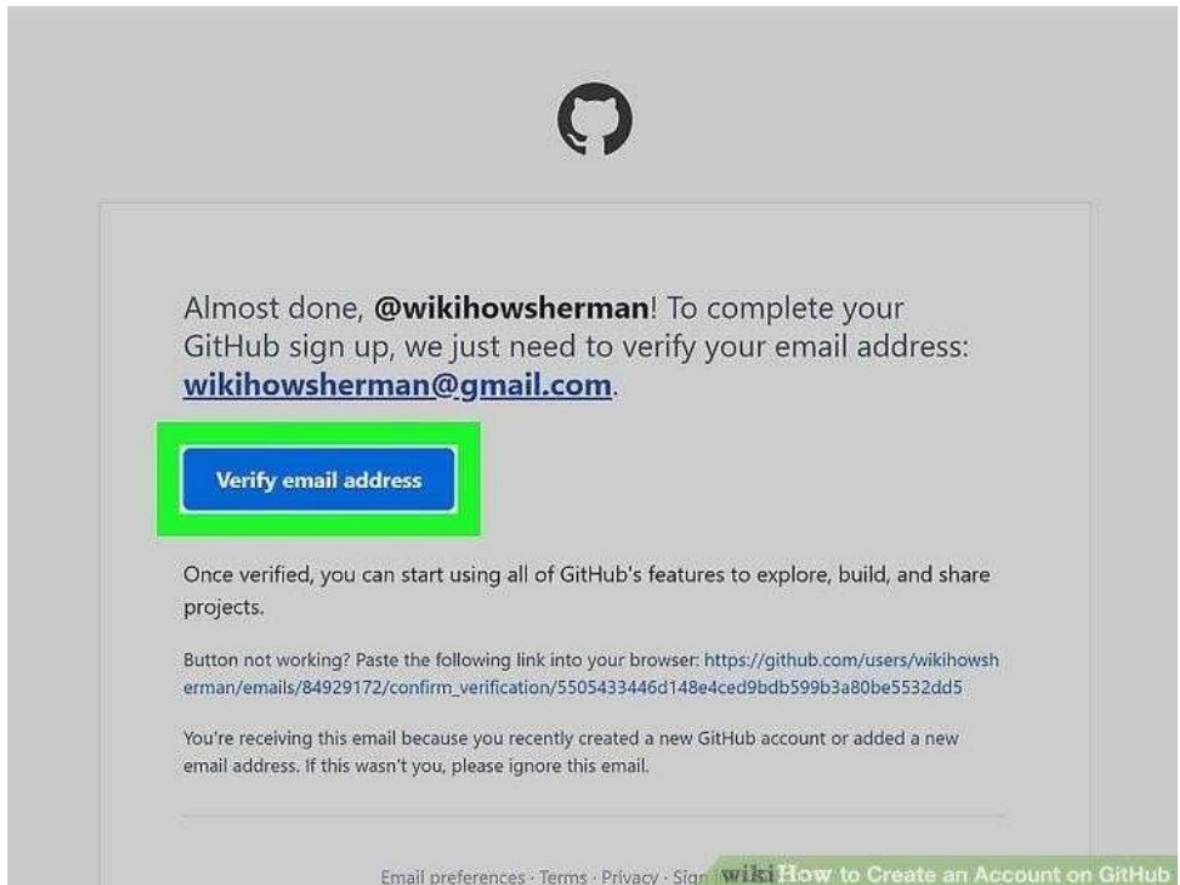 Almost done, @wikihowsherman! To complete your
GitHub sign up, we just need to verify your email address:
wikihowsherman@gmail.com.
Verify email address
Once verified, you can start using all of GitHub's features to explore, build, and share
projects.
Button not working? Paste the following link into your browser: https://github.com/users/wikihowsh
erman/emails/84929172/confirm_verification/5505433446d148e4ced9bdb599b3a80be5532dd5
You're receiving this email because you recently created a new GitHub account or added a new
email address. If this wasn't you, please ignore this email.
Email preferences · Terms · Privacy ·
wikiHow to Create an Account on GitHub